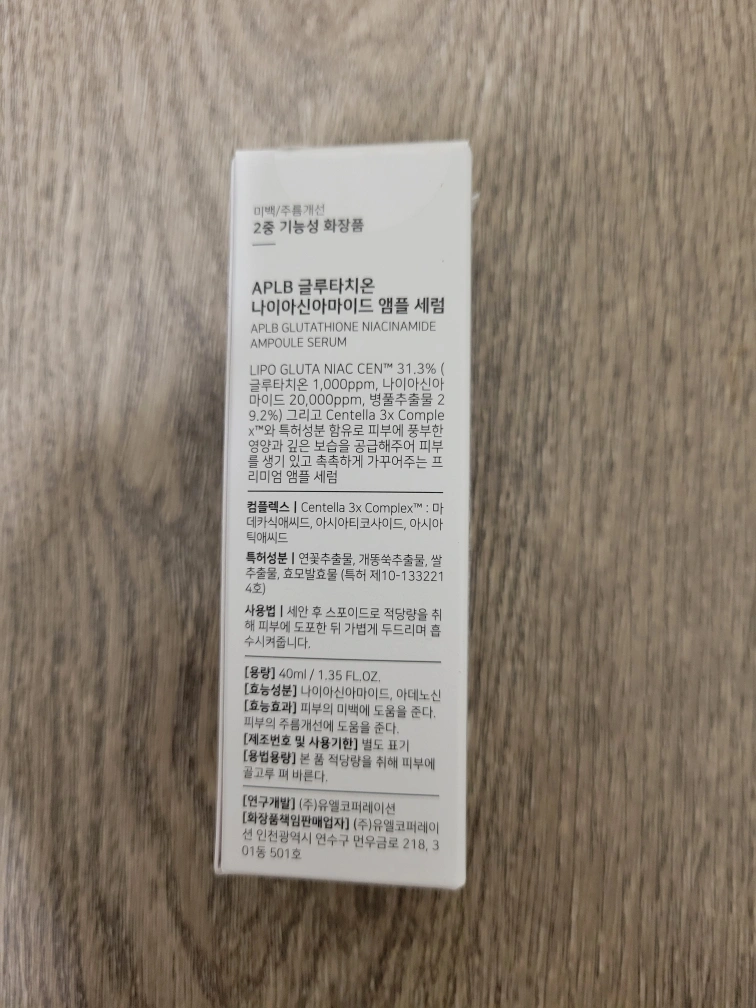 미백/주름개선
2중 기능성 화장품
APLB 글루타치온
나이아신아마이드 앰플 세럼
APLB GLUTATHIONE NIACINAMIDE
AMPOULE SERUM
LIPO GLUTA NIAC CEN™ 31.3% (
글루타치온 1,000ppm, 나이아신아
마이드 20,000ppm, 병풀추출물 2
9.2%) 그리고 Centella 3x Comple
x™와 특허성분 함유로 피부에 풍부한
영양과 깊은 보습을 공급해주어 피부
를 생기 있고 촉촉하게 가꾸어주는 프
리미엄 앰플 세럼
컴플렉스 | Centella 3x Complex™ : 마
데카식애씨드, 아시아티코사이드, 아시아
틱애씨드
특허성분 | 연꽃추출물, 개똥쑥추출물, 쌀
추출물, 효모발효물 (특허 제10-133221
4호)
사용법 | 세안 후 스포이드로 적당량을 취
해 피부에 도포한 뒤 가볍게 두드리며 흡
수시켜줍니다.
[용량] 40ml / 1.35 FL.OZ.
[효능성분] 나이아신아마이드, 아데노신
[효능효과] 피부의 미백에 도움을 준다.
피부의 주름개선에 도움을 준다.
[제조번호 및 사용기한] 별도 표기
[용법용량] 본 품 적당량을 취해 피부에
골고루 펴 바른다.
[연구개발] (주)유엘코퍼레이션
[화장품책임판매업자] (주)유엘코퍼레이
션 인천광역시 연수구 먼우금로 218, 3
01동 501호